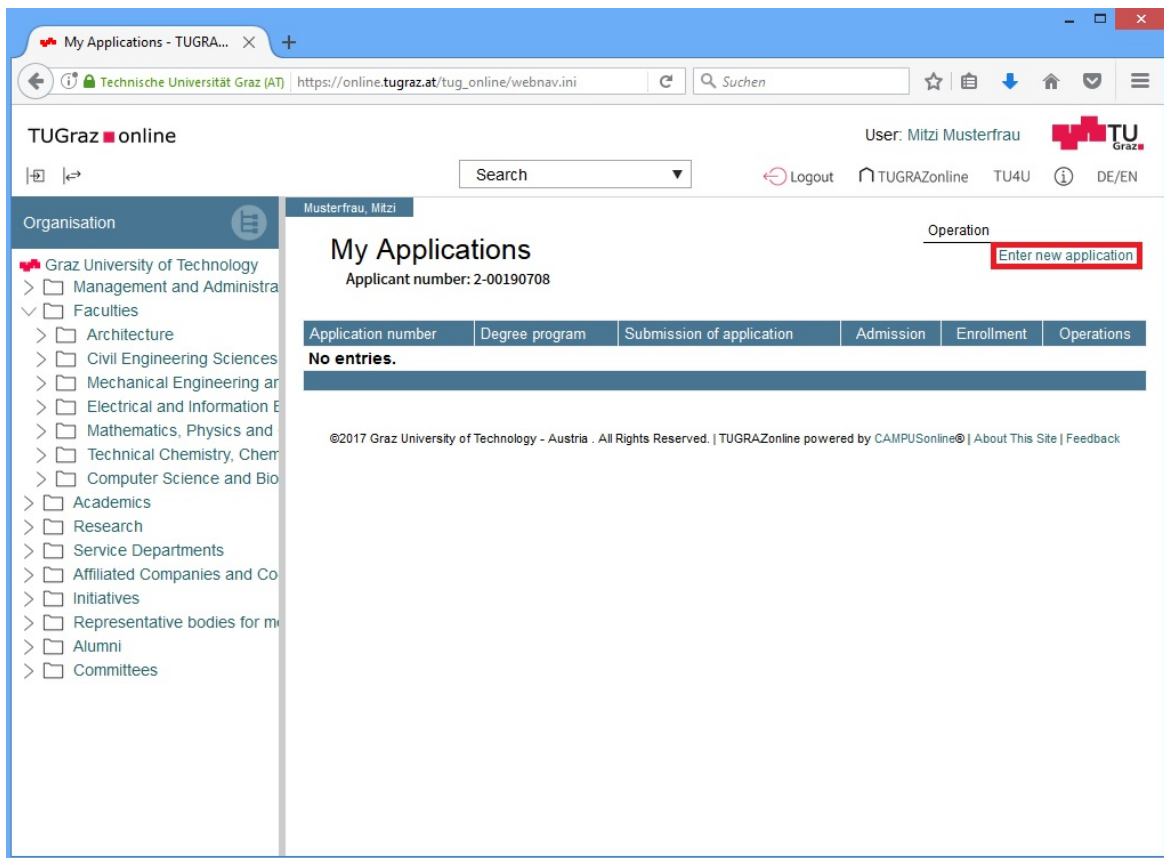 My Applications - TUGRA...
Technische Universität Graz (AT) https://online.tugraz.at/tug_online/webnav.ini Suchen
TUGraz online
User: Mitzi Musterfrau
TU Graz
Search Logout TUGRAZonline TU4U DE/EN
Organisation
Graz University of Technology
Management and Administra
Faculties
Architecture
Civil Engineering Sciences
Mechanical Engineering ar
Electrical and Information E
Mathematics, Physics and
Technical Chemistry, Chem
Computer Science and Bio
Academics
Research
Service Departments
Affiliated Companies and Co
Initiatives
Representative bodies for me
Alumni
Committees
Musterfrau, Mitzi
My Applications
Applicant number: 2-00190708
Operation
Enter new application
Application number Degree program Submission of application Admission Enrollment Operations
No entries.
©2017 Graz University of Technology - Austria . All Rights Reserved. | TUGRAZonline powered by CAMPUSonline® | About This Site | Feedback